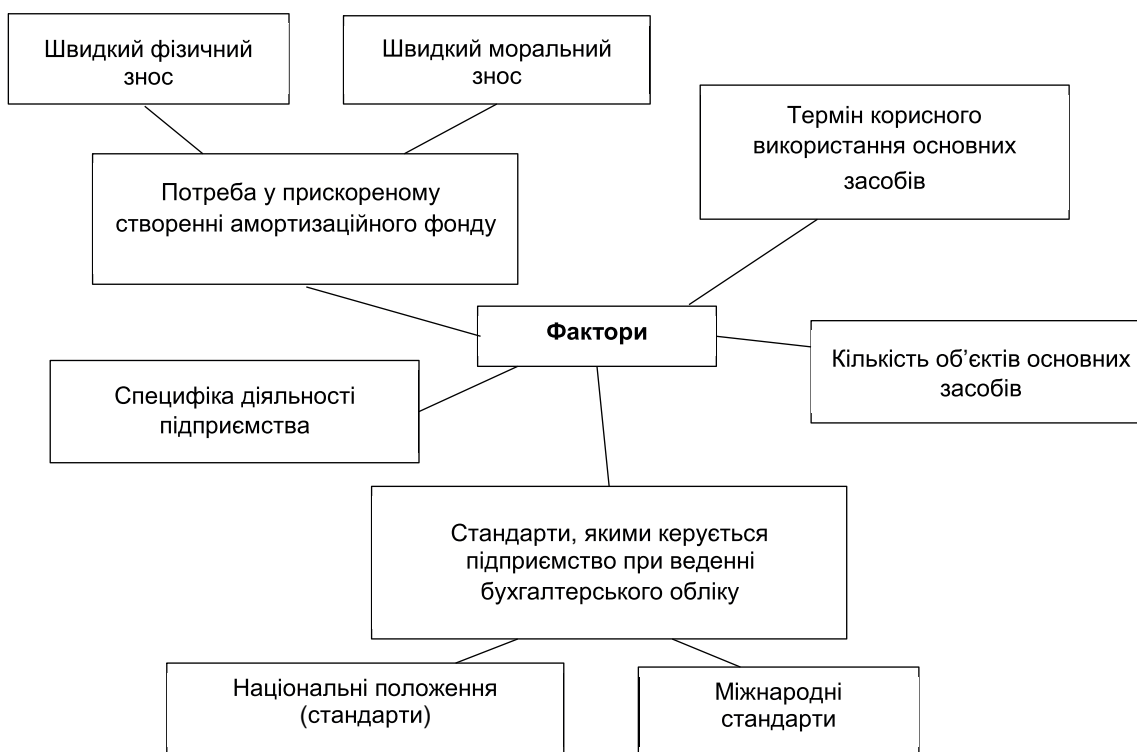 Швидкий фізичний
знос
Швидкий моральний
знос
Термін корисного
використання основних
засобів
Потреба у прискореному
створенні амортизаційного фонду
Фактори
Кількість об’єктів основних
засобів
Специфіка діяльності
підприємства
Стандарти, якими керується
підприємство при веденні
бухгалтерського обліку
Національні положення
(стандарти)
Міжнародні
стандарти